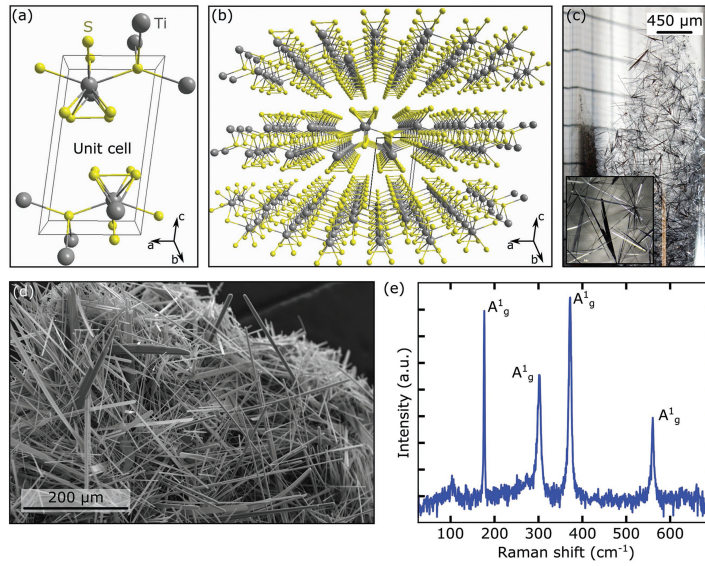 (a)
S
Ti
Unit cell
c
a
b
(b)
c
a
b
(c)
450 µm
(d)
200 µm
(e)
A¹g
A¹g
A¹g
A¹g
Intensity (a.u.)
100 200 300 400 500 600
Raman shift (cm⁻¹)